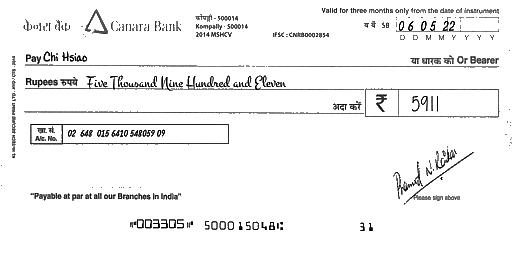 केनरा बैंक Canara Bank
कोंपल्ली - 500014
Kompally - 500014
2014 MSHCV
IFSC : CNRB0002854
Valid for three months only from the date of instrument
SB 06 05 22
D D M M Y Y Y Y
Pay Chi Hsiao
या धारक को Or Bearer
Rupees रुपये Five Thousand Nine Hundred and Eleven
अदा करें ₹ 5911
खा. सं.
A/c. No. 02 648 015 6410 548059 09
Please sign above
"Payable at par at all our Branches in India"
⑈003305⑈ 500015048⑆ 31